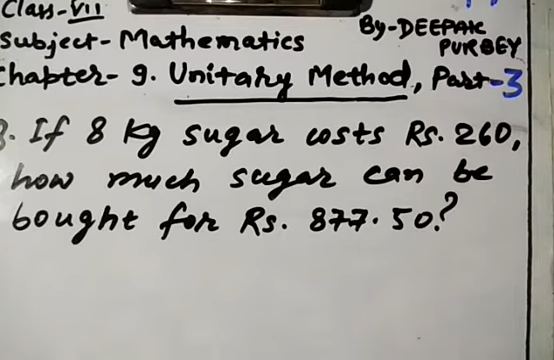 Class-VII
By-DEEPAK
PURBEY
Subject- Mathematics
Chapter- 9. Unitary Method, Part-3
3. If 8 Kg sugar costs Rs. 260,
how much sugar can be
bought for Rs. 877.50?